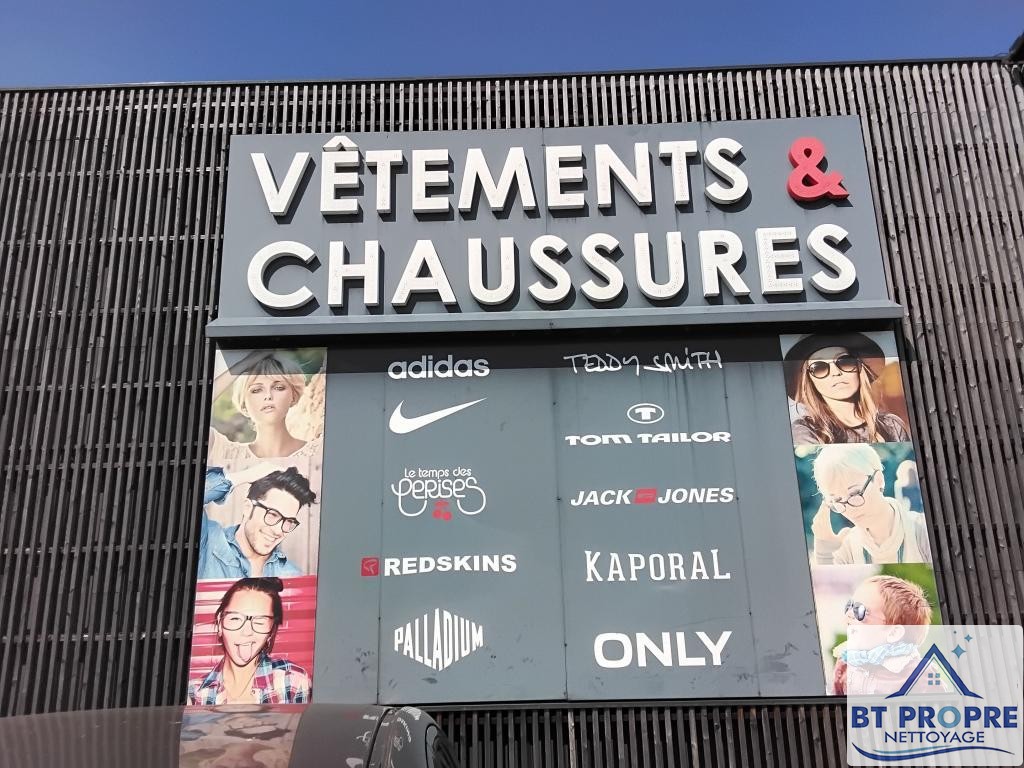 VÊTEMENTS &
CHAUSSURES
adidas
TEDDY SMITH
TOM TAILOR
Le temps des
CERISES
JACK & JONES
REDSKINS
KAPORAL
PALLADIUM
ONLY
BT PROPRE
NETTOYAGE